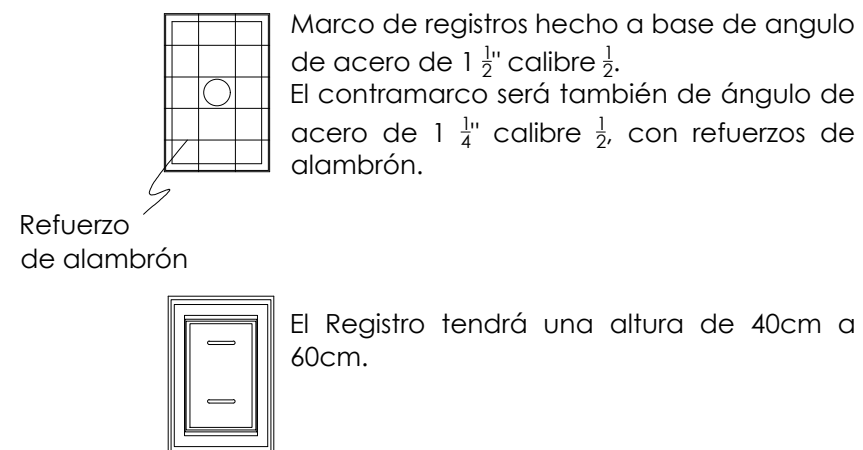 Marco de registros hecho a base de angulo
de acero de 1 ½" calibre ½.
El contramarco será también de ángulo de
acero de 1 ¼" calibre ½, con refuerzos de
alambrón.
Refuerzo
de alambrón
El Registro tendrá una altura de 40cm a
60cm.